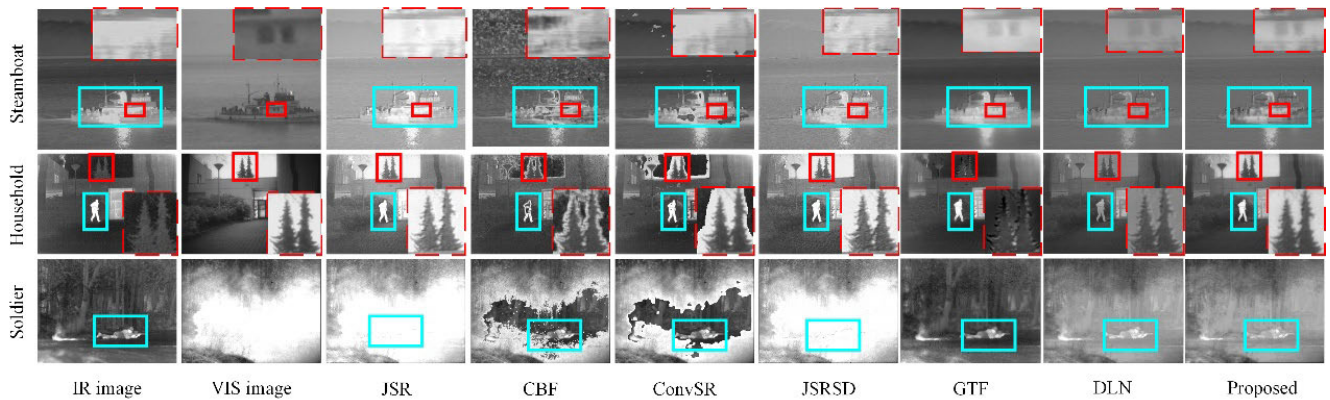 Steamboat
Household
Soldier
IR image VIS image JSR CBF ConvSR JSRSD GTF DLN Proposed